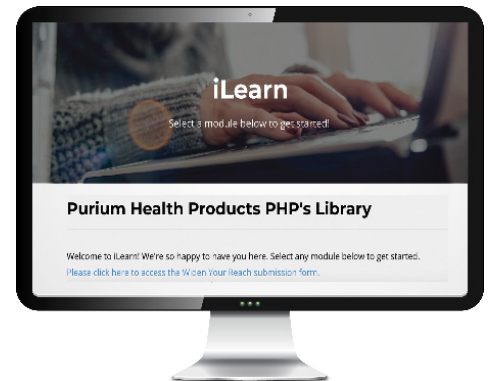 iLearn
Select a module below to get started!
Purium Health Products PHP's Library
Welcome to iLearn! We're so happy to have you here. Select any module below to get started.
Please click here to access the Widen Your Reach submission form.